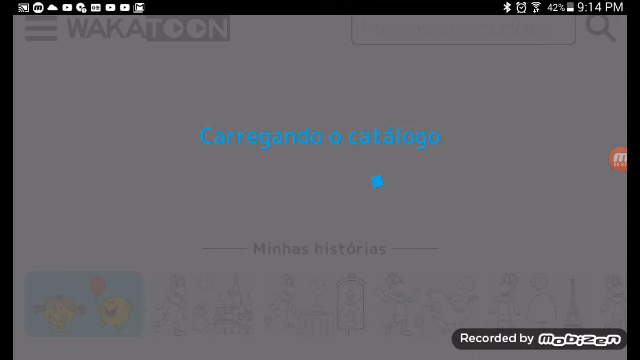 42% 9:14 PM
WAKATOON
Carregando o catálogo
Minhas histórias
Recorded by MOBIZEN